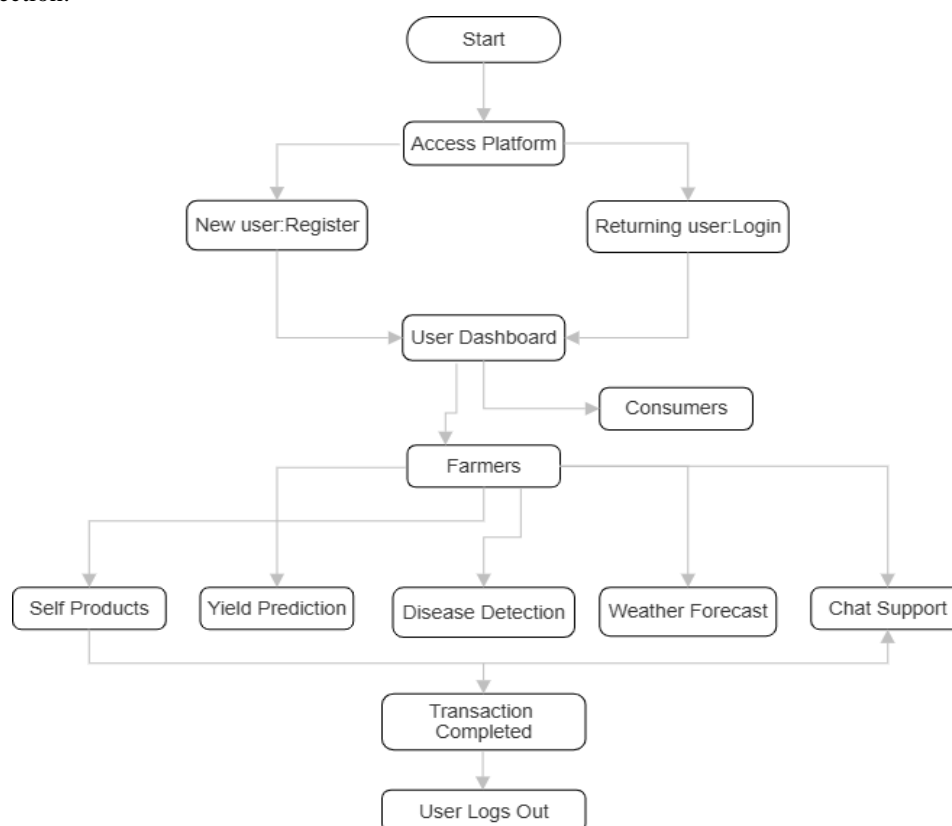 ection.
Start
Access Platform
New user:Register
Returning user:Login
User Dashboard
Consumers
Farmers
Self Products
Yield Prediction
Disease Detection
Weather Forecast
Chat Support
Transaction
Completed
User Logs Out